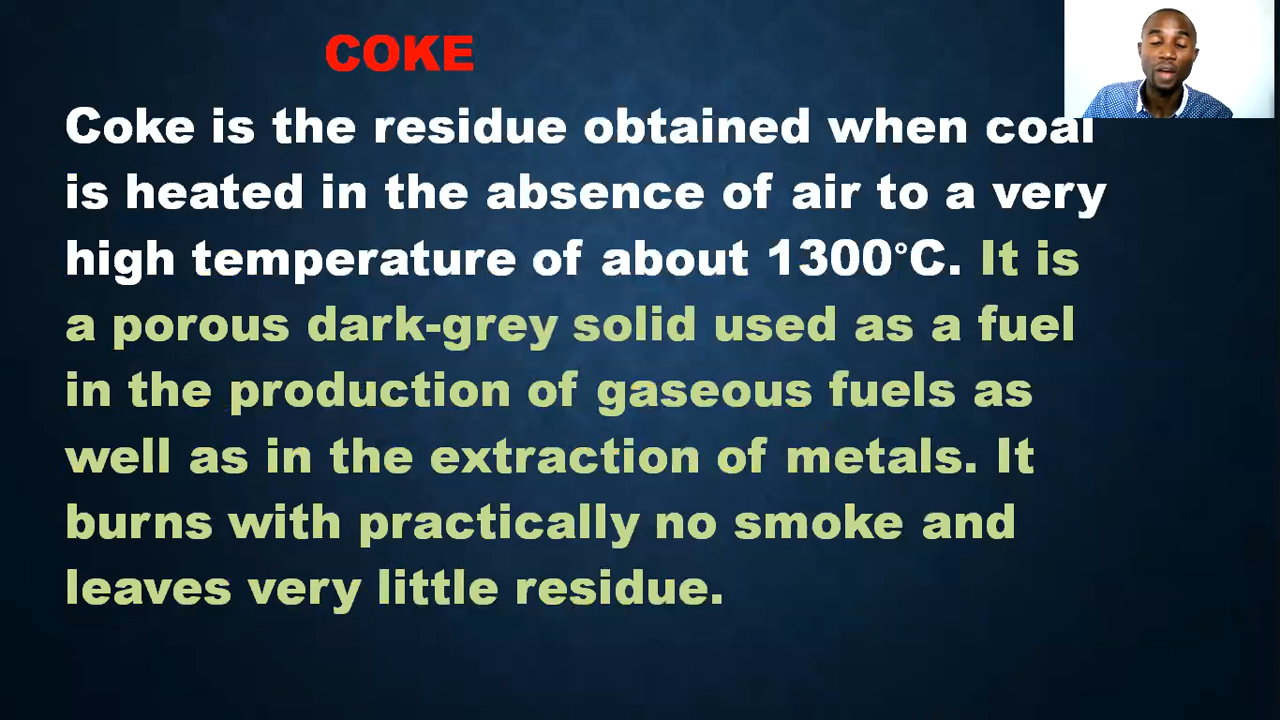 COKE
Coke is the residue obtained when coal
is heated in the absence of air to a very
high temperature of about 1300°C. It is
a porous dark-grey solid used as a fuel
in the production of gaseous fuels as
well as in the extraction of metals. It
burns with practically no smoke and
leaves very little residue.